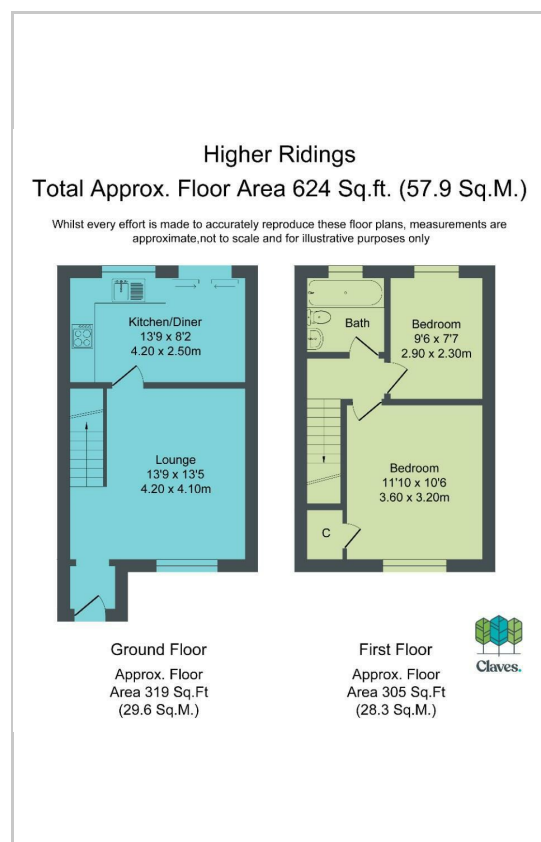 Higher Ridings
Total Approx. Floor Area 624 Sq.ft. (57.9 Sq.M.)
Whilst every effort is made to accurately reproduce these floor plans, measurements are
approximate,not to scale and for illustrative purposes only
Kitchen/Diner
13'9 x 8'2
4.20 x 2.50m
Lounge
13'9 x 13'5
4.20 x 4.10m
Bath
Bedroom
9'6 x 7'7
2.90 x 2.30m
Bedroom
11'10 x 10'6
3.60 x 3.20m
C
Ground Floor
Approx. Floor
Area 319 Sq.Ft
(29.6 Sq.M.)
First Floor
Approx. Floor
Area 305 Sq.Ft
(28.3 Sq.M.)
Claves.